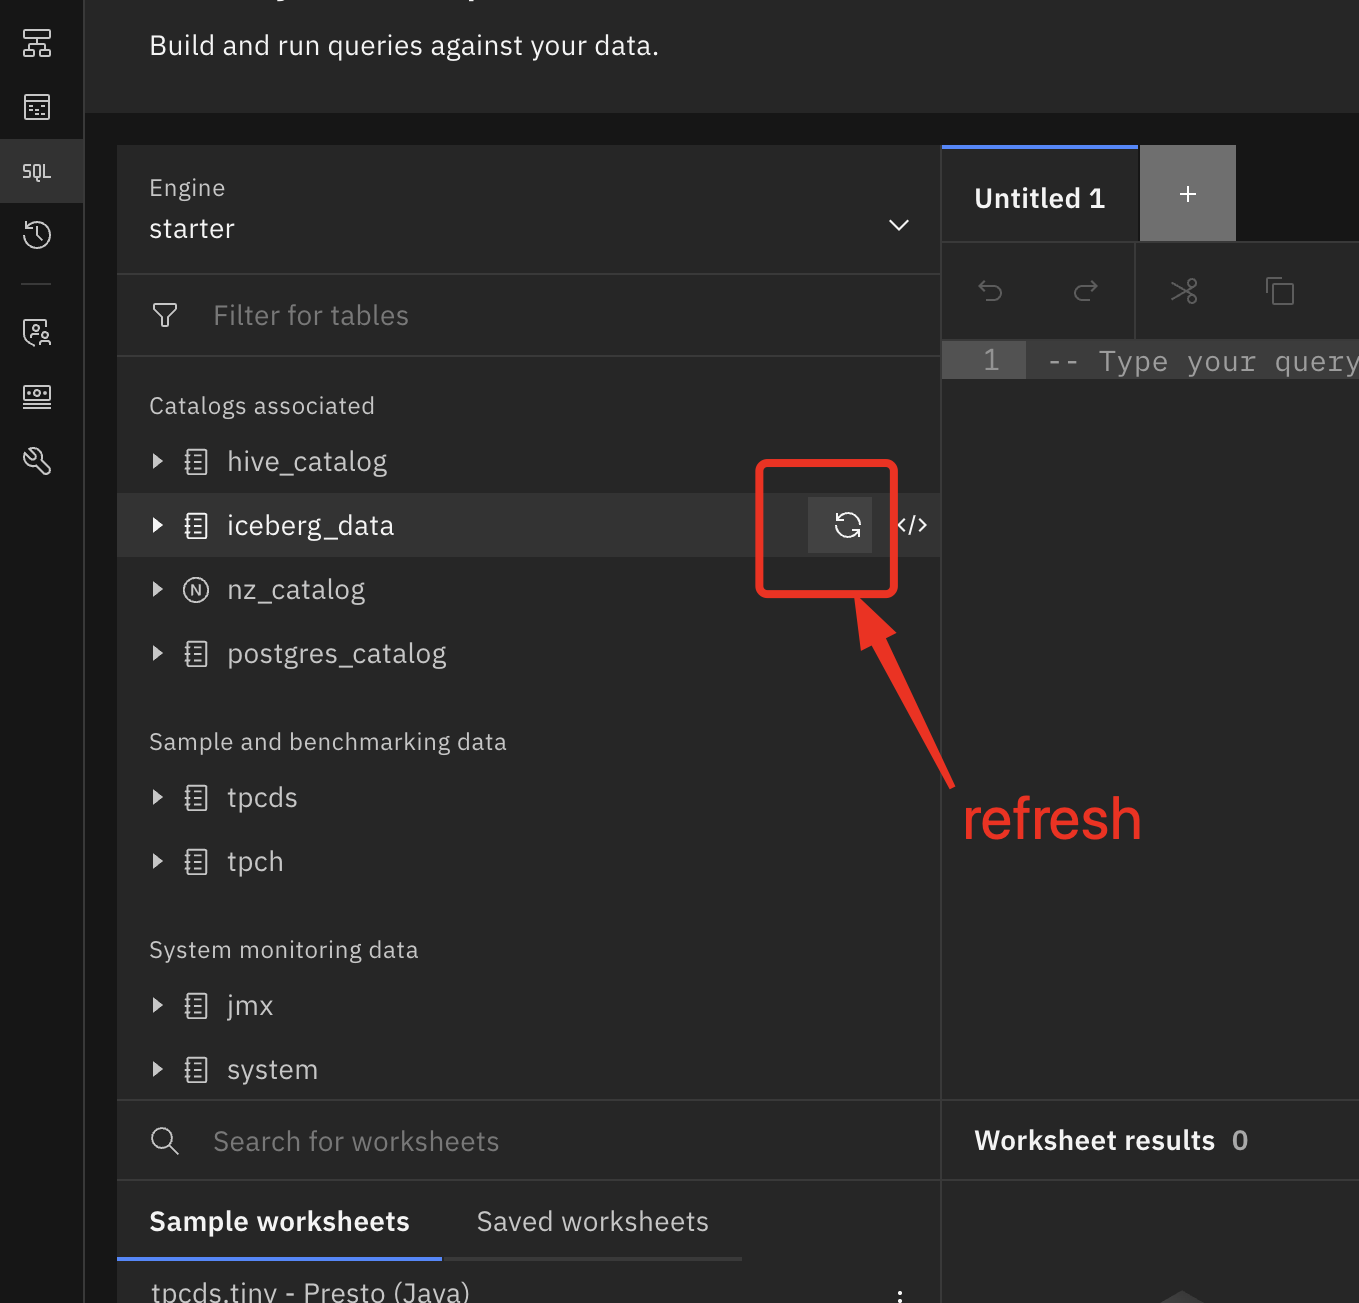 Build and run queries against your data.
SQL
Engine
starter
Untitled 1
+
Filter for tables
1 -- Type your query
Catalogs associated
hive_catalog
iceberg_data
</>
N nz_catalog
postgres_catalog
Sample and benchmarking data
tpcds
refresh
tpch
System monitoring data
jmx
system
Search for worksheets
Worksheet results 0
Sample worksheets
Saved worksheets
tpcds.tiny - Presto (Java)